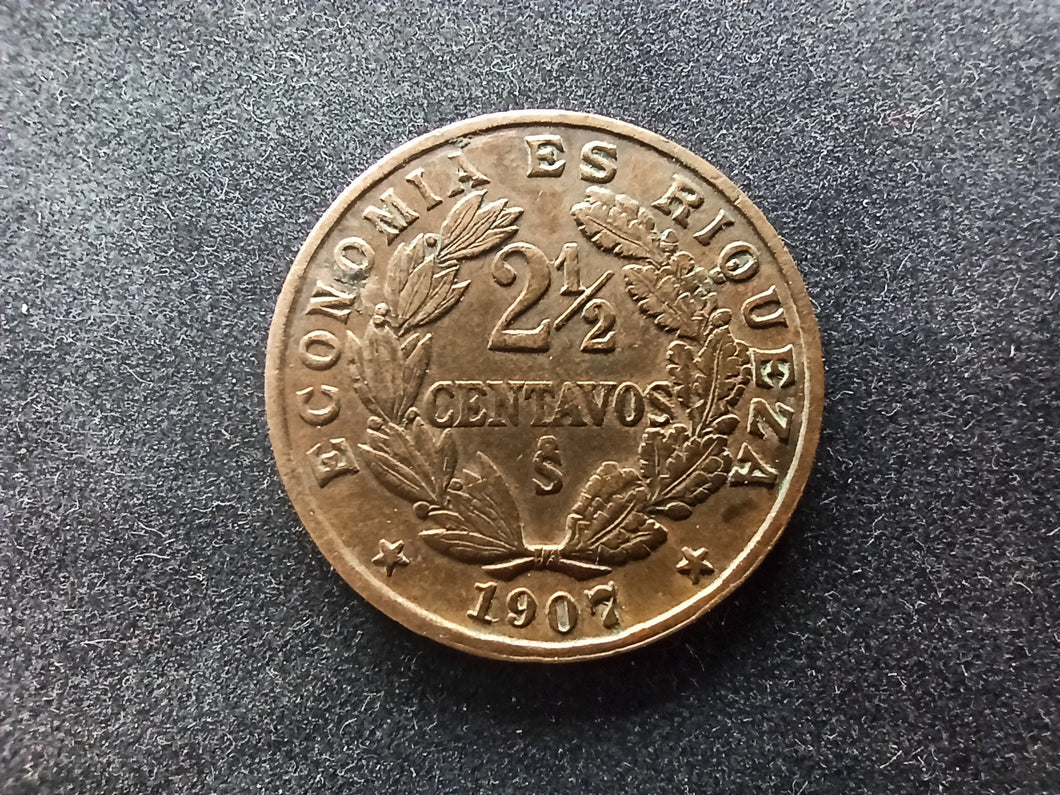 ECONOMIA ES RIQUEZA
2½
CENTAVOS
S
1907